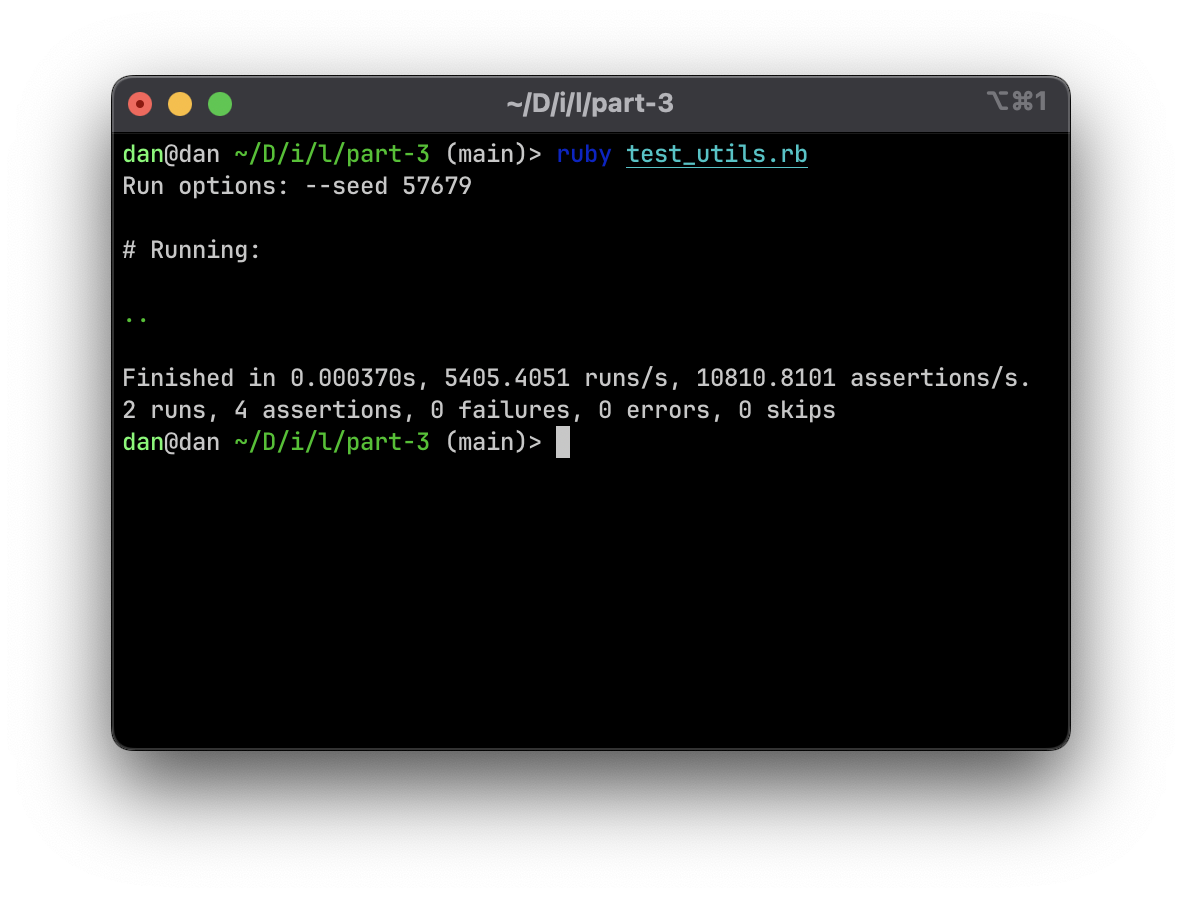 ~/D/i/l/part-3
⌥⌘1
dan@dan ~/D/i/l/part-3 (main)> ruby test_utils.rb
Run options: --seed 57679
# Running:
..
Finished in 0.000370s, 5405.4051 runs/s, 10810.8101 assertions/s.
2 runs, 4 assertions, 0 failures, 0 errors, 0 skips
dan@dan ~/D/i/l/part-3 (main)>